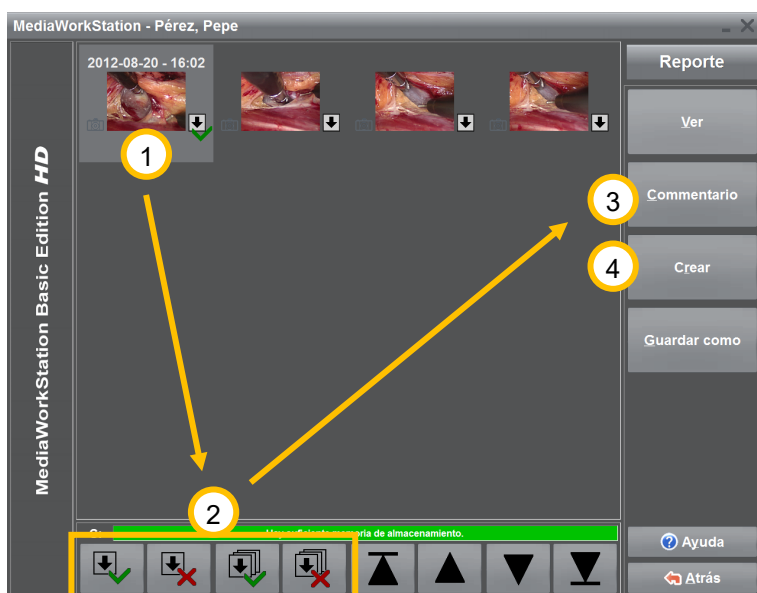 MediaWorkStation - Pérez, Pepe
MediaWorkStation Basic Edition HD
2012-08-20 - 16:02
1
2
3
4
Reporte
Ver
Commentario
Crear
Guardar como
memoria de almacenamiento.
Ayuda
Atrás